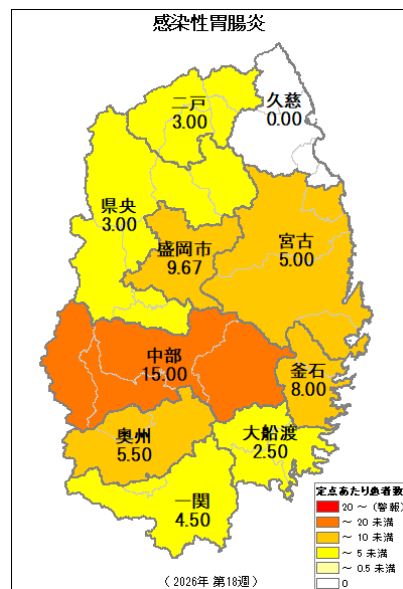 感染性胃腸炎
久慈
0.00
二戸
3.00
県央
3.00
盛岡市
9.67
宮古
5.00
中部
15.00
釜石
8.00
奥州
5.50
大船渡
2.50
一関
4.50
定点あたり患者数
20 ～ (警報)
～ 20 未満
～ 10 未満
～ 5 未満
～ 0.5 未満
0
( 2026年 第18週 )